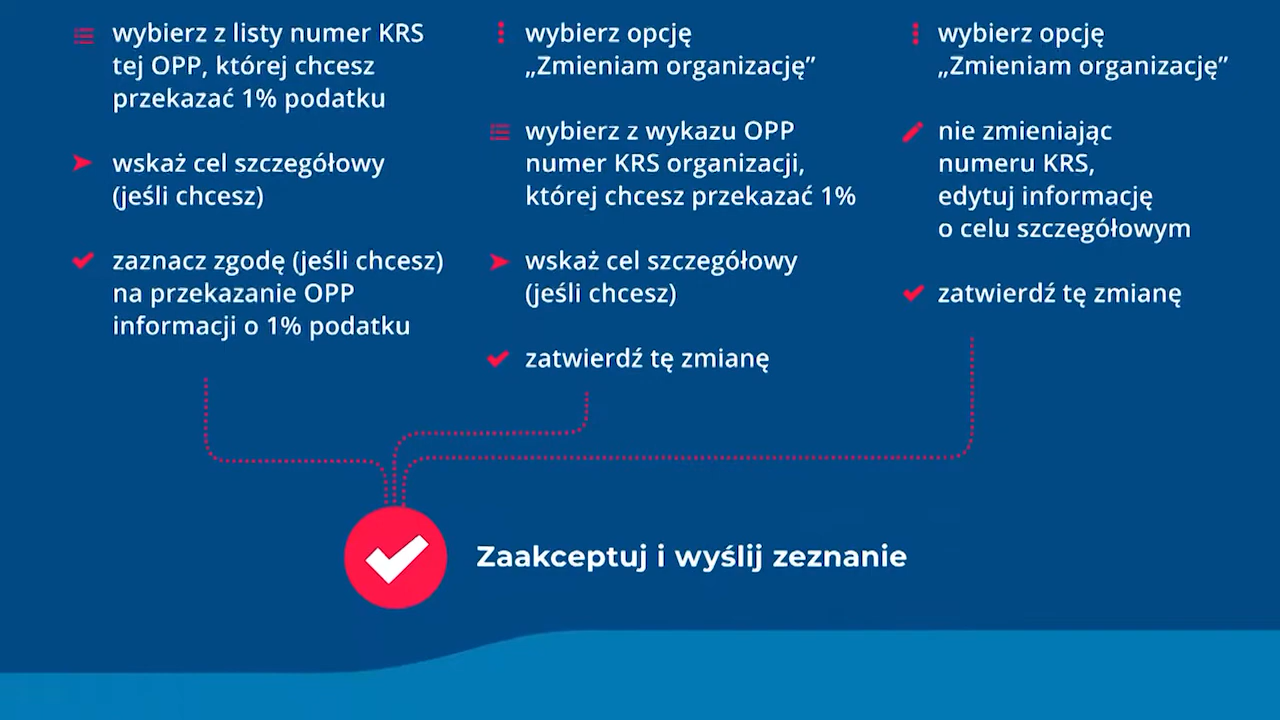 wybierz z listy numer KRS
tej OPP, której chcesz
przekazać 1% podatku
wskaż cel szczegółowy
(jeśli chcesz)
zaznacz zgodę (jeśli chcesz)
na przekazanie OPP
informacji o 1% podatku
wybierz opcję
„Zmieniam organizację”
wybierz z wykazu OPP
numer KRS organizacji,
której chcesz przekazać 1%
wskaż cel szczegółowy
(jeśli chcesz)
zatwierdź tę zmianę
wybierz opcję
„Zmieniam organizację”
nie zmieniając
numeru KRS,
edytuj informację
o celu szczegółowym
zatwierdź tę zmianę
Zaakceptuj i wyślij zeznanie